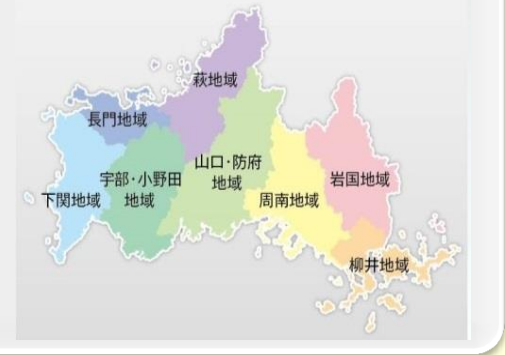 萩地域
長門地域
山口･防府
地域
宇部･小野田
地域
岩国地域
下関地域
周南地域
柳井地域